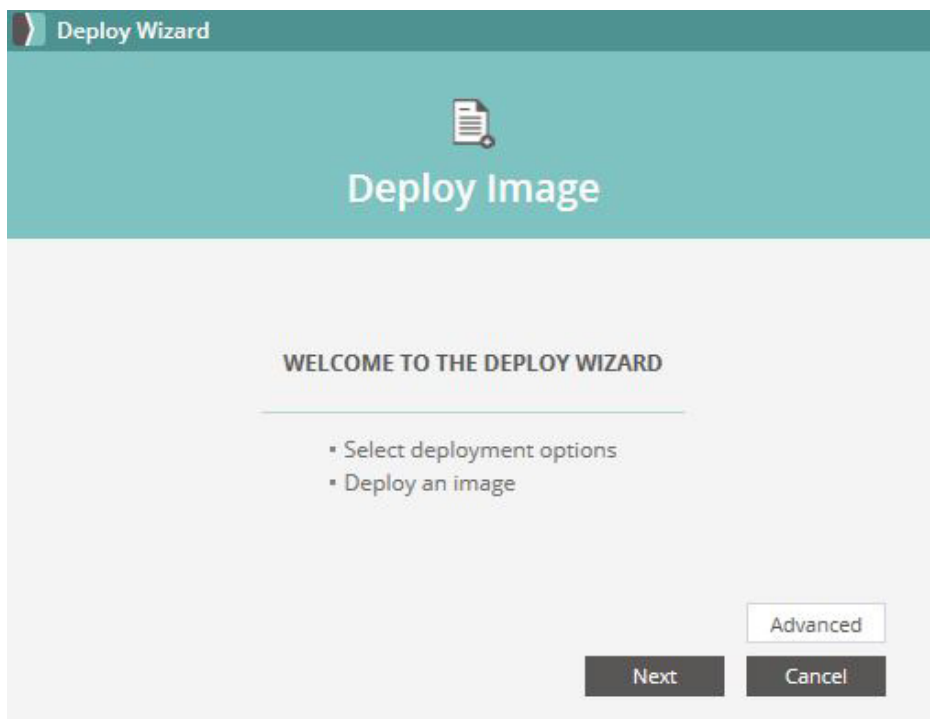 Deploy Wizard
Deploy Image
WELCOME TO THE DEPLOY WIZARD
▪ Select deployment options
▪ Deploy an image
Advanced
Next Cancel